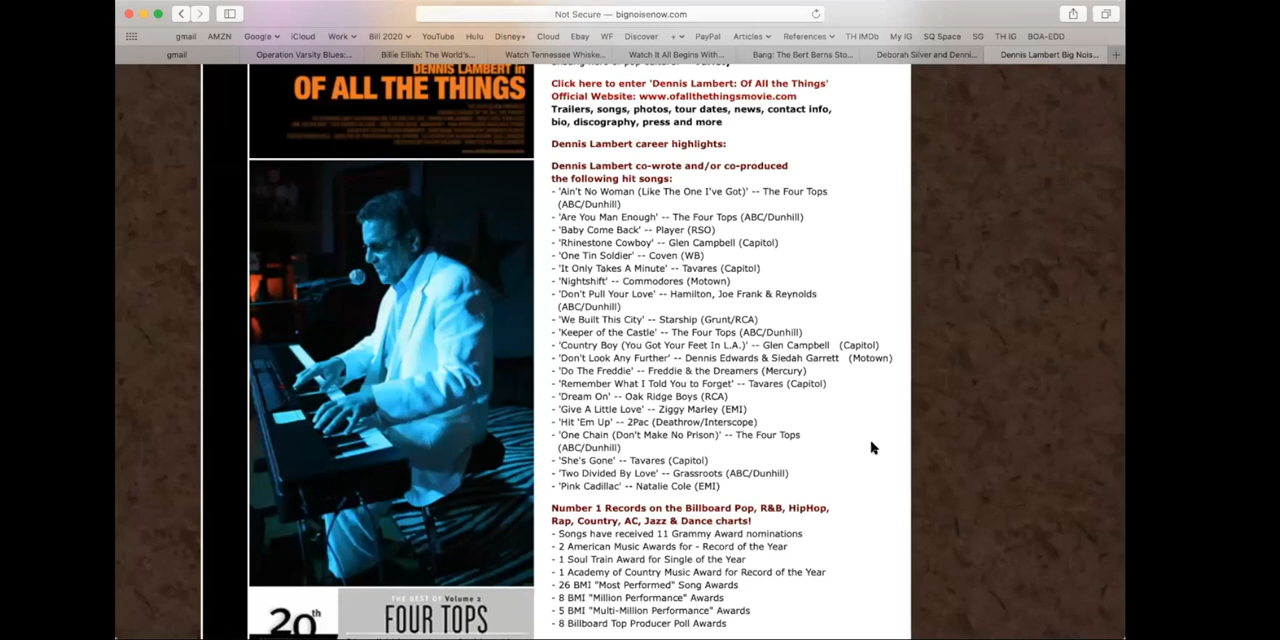 Not Secure — bignoisenow.com
gmail AMZN Google iCloud Work Bill 2020 YouTube Hulu Disney+ Cloud Ebay WF Discover + PayPal Articles References TH IMDb My IG SQ Space SG TH IG BOA-EDD
gmail Operation Varsity Blues:... Billie Eilish: The World's... Watch Tennessee Whiske... Watch It All Begins With... Bang: The Bert Berns Sto... Deborah Silver and Denni... Dennis Lambert Big Nois... +
DENNIS LAMBERT in
OF ALL THE THINGS
Click here to enter 'Dennis Lambert: Of All the Things'
Official Website: www.ofallthethingsmovie.com
Trailers, songs, photos, tour dates, news, contact info,
bio, discography, press and more
Dennis Lambert career highlights:
Dennis Lambert co-wrote and/or co-produced
the following hit songs:
- 'Ain't No Woman (Like The One I've Got)' -- The Four Tops
(ABC/Dunhill)
- 'Are You Man Enough' -- The Four Tops (ABC/Dunhill)
- 'Baby Come Back' -- Player (RSO)
- 'Rhinestone Cowboy' -- Glen Campbell (Capitol)
- 'One Tin Soldier' -- Coven (WB)
- 'It Only Takes A Minute' -- Tavares (Capitol)
- 'Nightshift' -- Commodores (Motown)
- 'Don't Pull Your Love' -- Hamilton, Joe Frank & Reynolds
(ABC/Dunhill)
- 'We Built This City' -- Starship (Grunt/RCA)
- 'Keeper of the Castle' -- The Four Tops (ABC/Dunhill)
- 'Country Boy (You Got Your Feet In L.A.)' -- Glen Campbell (Capitol)
- 'Don't Look Any Further' -- Dennis Edwards & Siedah Garrett (Motown)
- 'Do The Freddie' -- Freddie & the Dreamers (Mercury)
- 'Remember What I Told You to Forget' -- Tavares (Capitol)
- 'Dream On' -- Oak Ridge Boys (RCA)
- 'Give A Little Love' -- Ziggy Marley (EMI)
- 'Hit 'Em Up' -- 2Pac (Deathrow/Interscope)
- 'One Chain (Don't Make No Prison)' -- The Four Tops
(ABC/Dunhill)
- 'She's Gone' -- Tavares (Capitol)
- 'Two Divided By Love' -- Grassroots (ABC/Dunhill)
- 'Pink Cadillac' -- Natalie Cole (EMI)
Number 1 Records on the Billboard Pop, R&B, HipHop,
Rap, Country, AC, Jazz & Dance charts!
- Songs have received 11 Grammy Award nominations
- 2 American Music Awards for - Record of the Year
- 1 Soul Train Award for Single of the Year
- 1 Academy of Country Music Award for Record of the Year
- 26 BMI "Most Performed" Song Awards
- 8 BMI "Million Performance" Awards
- 5 BMI "Multi-Million Performance" Awards
- 8 Billboard Top Producer Poll Awards
THE BEST OF Volume 2
20th FOUR TOPS